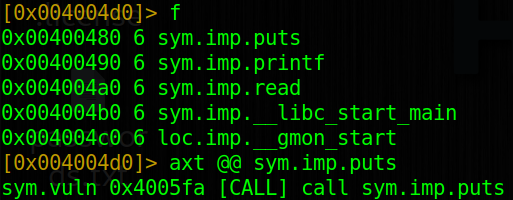 [0x004004d0]> f
0x00400480 6 sym.imp.puts
0x00400490 6 sym.imp.printf
0x004004a0 6 sym.imp.read
0x004004b0 6 sym.imp.__libc_start_main
0x004004c0 6 loc.imp.__gmon_start
[0x004004d0]> axt @@ sym.imp.puts
sym.vuln 0x4005fa [CALL] call sym.imp.puts